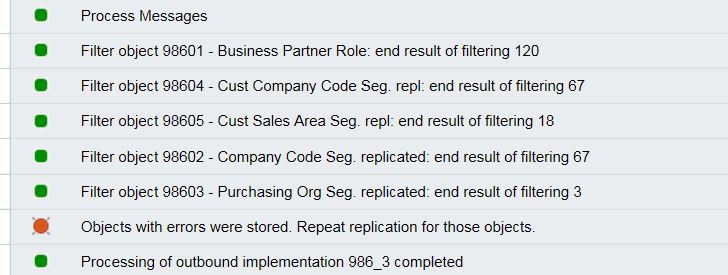 Process Messages
Filter object 98601 - Business Partner Role: end result of filtering 120
Filter object 98604 - Cust Company Code Seg. repl: end result of filtering 67
Filter object 98605 - Cust Sales Area Seg. repl: end result of filtering 18
Filter object 98602 - Company Code Seg. replicated: end result of filtering 67
Filter object 98603 - Purchasing Org Seg. replicated: end result of filtering 3
Objects with errors were stored. Repeat replication for those objects.
Processing of outbound implementation 986_3 completed